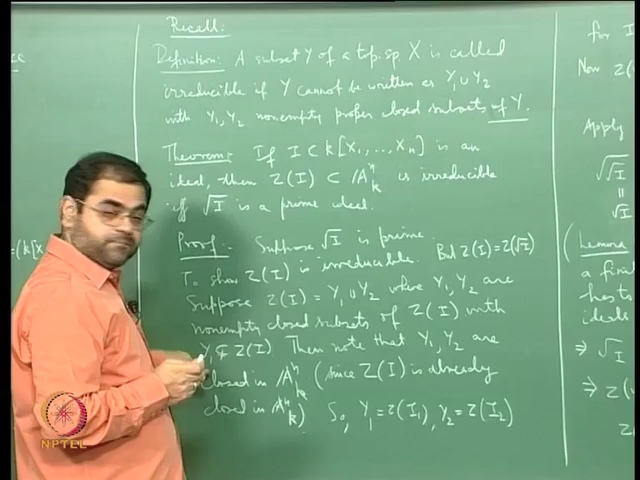 Recall:
Definition: A subset Y of a top. sp. X is called
irreducible if Y cannot be written as Y₁ ∪ Y₂
with Y₁, Y₂ nonempty proper closed subsets of Y.
Theorem: If I ⊂ k[X₁, .., Xₙ] is an
ideal, then Z(I) ⊂ 𝔸ⁿₖ is irreducible
iff √I is a prime ideal.
Proof:- Suppose √I is prime.
To show Z(I) is irreducible. But Z(I) = Z(√I)
Suppose Z(I) = Y₁ ∪ Y₂ where Y₁, Y₂ are
nonempty closed subsets of Z(I) with
Y₁ ⊊ Z(I) Then note that Y₁, Y₂ are
closed in 𝔸ⁿₖ (since Z(I) is already
closed in 𝔸ⁿₖ) So, Y₁ = Z(I₁), Y₂ = Z(I₂)
for I
Now Z(
Apply
√√I
||
√I
(Lemma
a fini
has to
ideals
⇒ √I
⇒ Z(
Z(
= (k[X
NPTEL